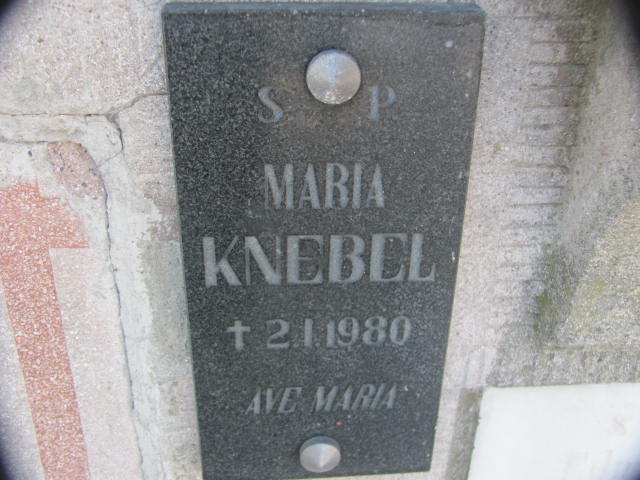 S P
MARIA
KNEBEL
† 2.1.1980
AVE MARIA